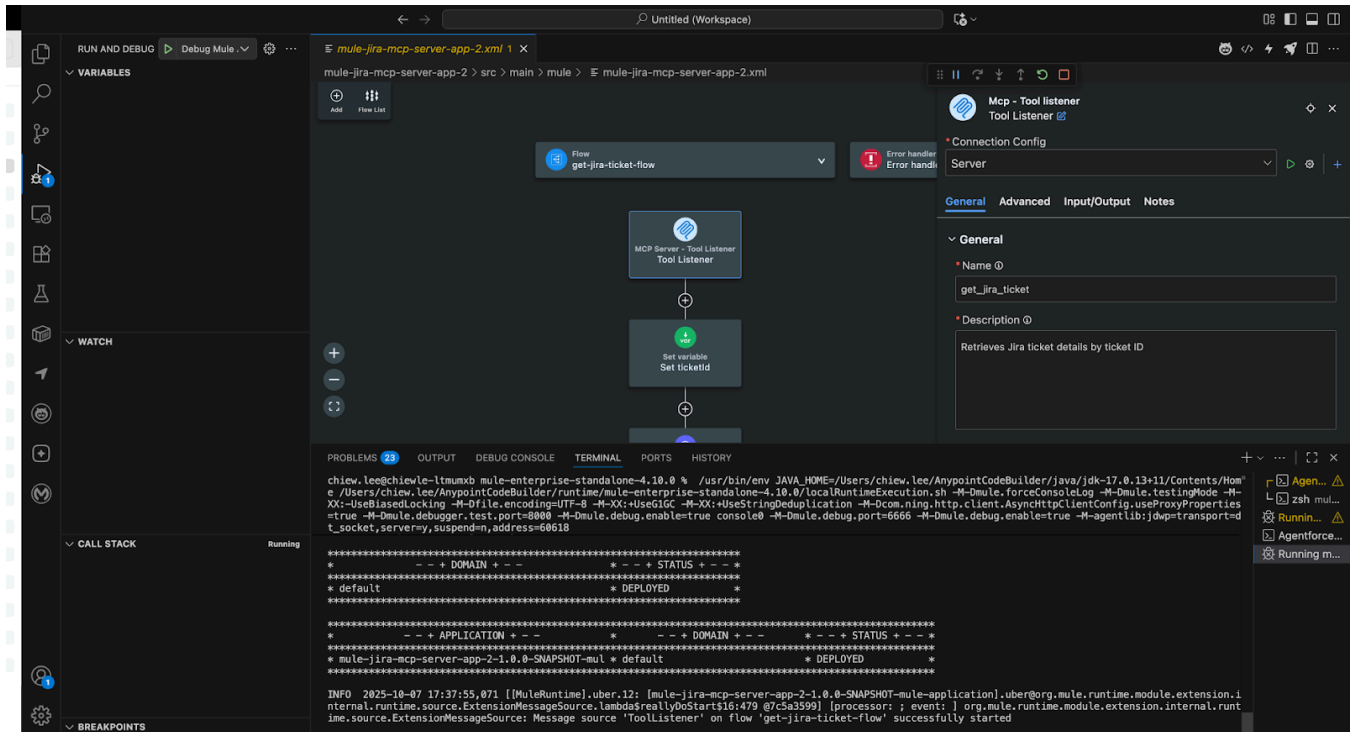 Untitled (Workspace)
RUN AND DEBUG
Debug Mule .
VARIABLES
WATCH
CALL STACK
Running
BREAKPOINTS
1
1
mule-jira-mcp-server-app-2.xml 1
mule-jira-mcp-server-app-2 > src > main > mule > mule-jira-mcp-server-app-2.xml
Add
Flow List
Flow
get-jira-ticket-flow
Error handler
Error handl
MCP Server - Tool Listener
Tool Listener
var
Set variable
Set ticketId
Mcp - Tool listener
Tool Listener
* Connection Config
Server
General Advanced Input/Output Notes
General
* Name
get_jira_ticket
* Description
Retrieves Jira ticket details by ticket ID
PROBLEMS 23 OUTPUT DEBUG CONSOLE TERMINAL PORTS HISTORY
chiew.lee@chiewle-ltmumxb mule-enterprise-standalone-4.10.0 % /usr/bin/env JAVA_HOME=/Users/chiew.lee/AnypointCodeBuilder/java/jdk-17.0.13+11/Contents/Hom
e /Users/chiew.lee/AnypointCodeBuilder/runtime/mule-enterprise-standalone-4.10.0/localRuntimeExecution.sh -M-Dmule.forceConsoleLog -M-Dmule.testingMode -M-
XX:-UseBiasedLocking -M-Dfile.encoding=UTF-8 -M-XX:+UseG1GC -M-XX:+UseStringDeduplication -M-Dcom.ning.http.client.AsyncHttpClientConfig.useProxyProperties
=true -M-Dmule.debugger.test.port=8000 -M-Dmule.debug.enable=true console0 -M-Dmule.debug.port=6666 -M-Dmule.debug.enable=true -M-agentlib:jdwp=transport=d
t_socket,server=y,suspend=n,address=60618
**********************************************************************
* - - + DOMAIN + - - * - - + STATUS + - - *
**********************************************************************
* default * DEPLOYED *
**********************************************************************
*******************************************************************************************************
* - - + APPLICATION + - - * - - + DOMAIN + - - * - - + STATUS + - - *
*******************************************************************************************************
* mule-jira-mcp-server-app-2-1.0.0-SNAPSHOT-mul * default * DEPLOYED *
*******************************************************************************************************
INFO 2025-10-07 17:37:55,071 [[MuleRuntime].uber.12: [mule-jira-mcp-server-app-2-1.0.0-SNAPSHOT-mule-application].uber@org.mule.runtime.module.extension.i
nternal.runtime.source.ExtensionMessageSource.lambda$reallyDoStart$16:479 @7c5a3599] [processor: ; event: ] org.mule.runtime.module.extension.internal.runt
ime.source.ExtensionMessageSource: Message source 'ToolListener' on flow 'get-jira-ticket-flow' successfully started
Agen...
zsh mul...
Runnin...
Agentforce...
Running m...